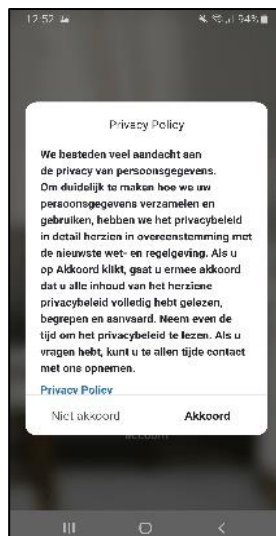 12:52
94%
Privacy Policy
We besteden veel aandacht aan
de privacy van persoonsgegevens.
Om duidelijk te maken hoe we uw
persoonsgegevens verzamelen en
gebruiken, hebben we het privacybeleid
in detail herzien in overeenstemming met
de nieuwste wet- en regelgeving. Als u
op Akkoord klikt, gaat u ermee akkoord
dat u alle inhoud van het herziene
privacybeleid volledig hebt gelezen,
begrepen en aanvaard. Neem even de
tijd om het privacybeleid te lezen. Als u
vragen hebt, kunt u te allen tijde contact
met ons opnemen.
Privacy Policy
Niet akkoord Akkoord
account